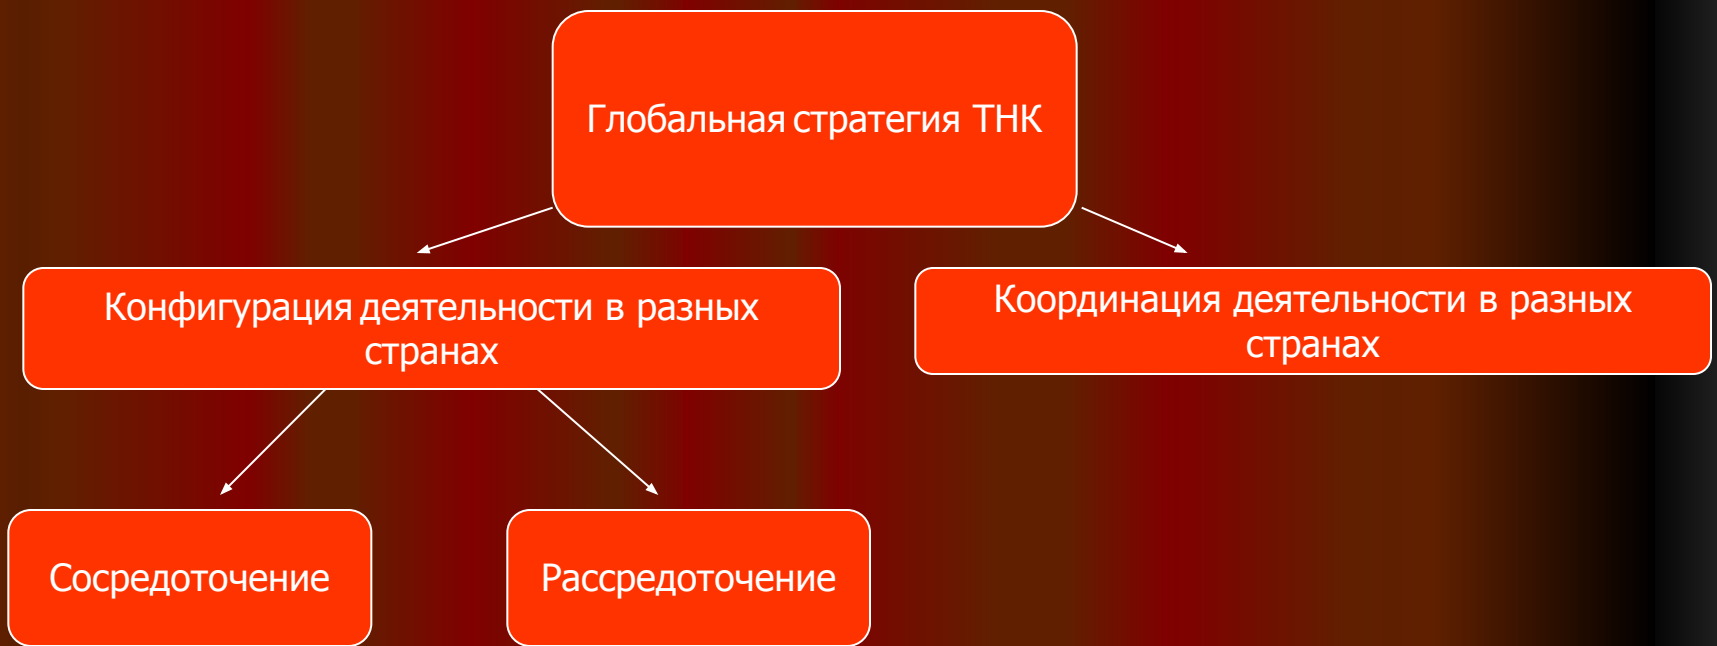 Глобальная стратегия ТНК
Конфигурация деятельности в разных
странах
Координация деятельности в разных
странах
Сосредоточение
Рассредоточение